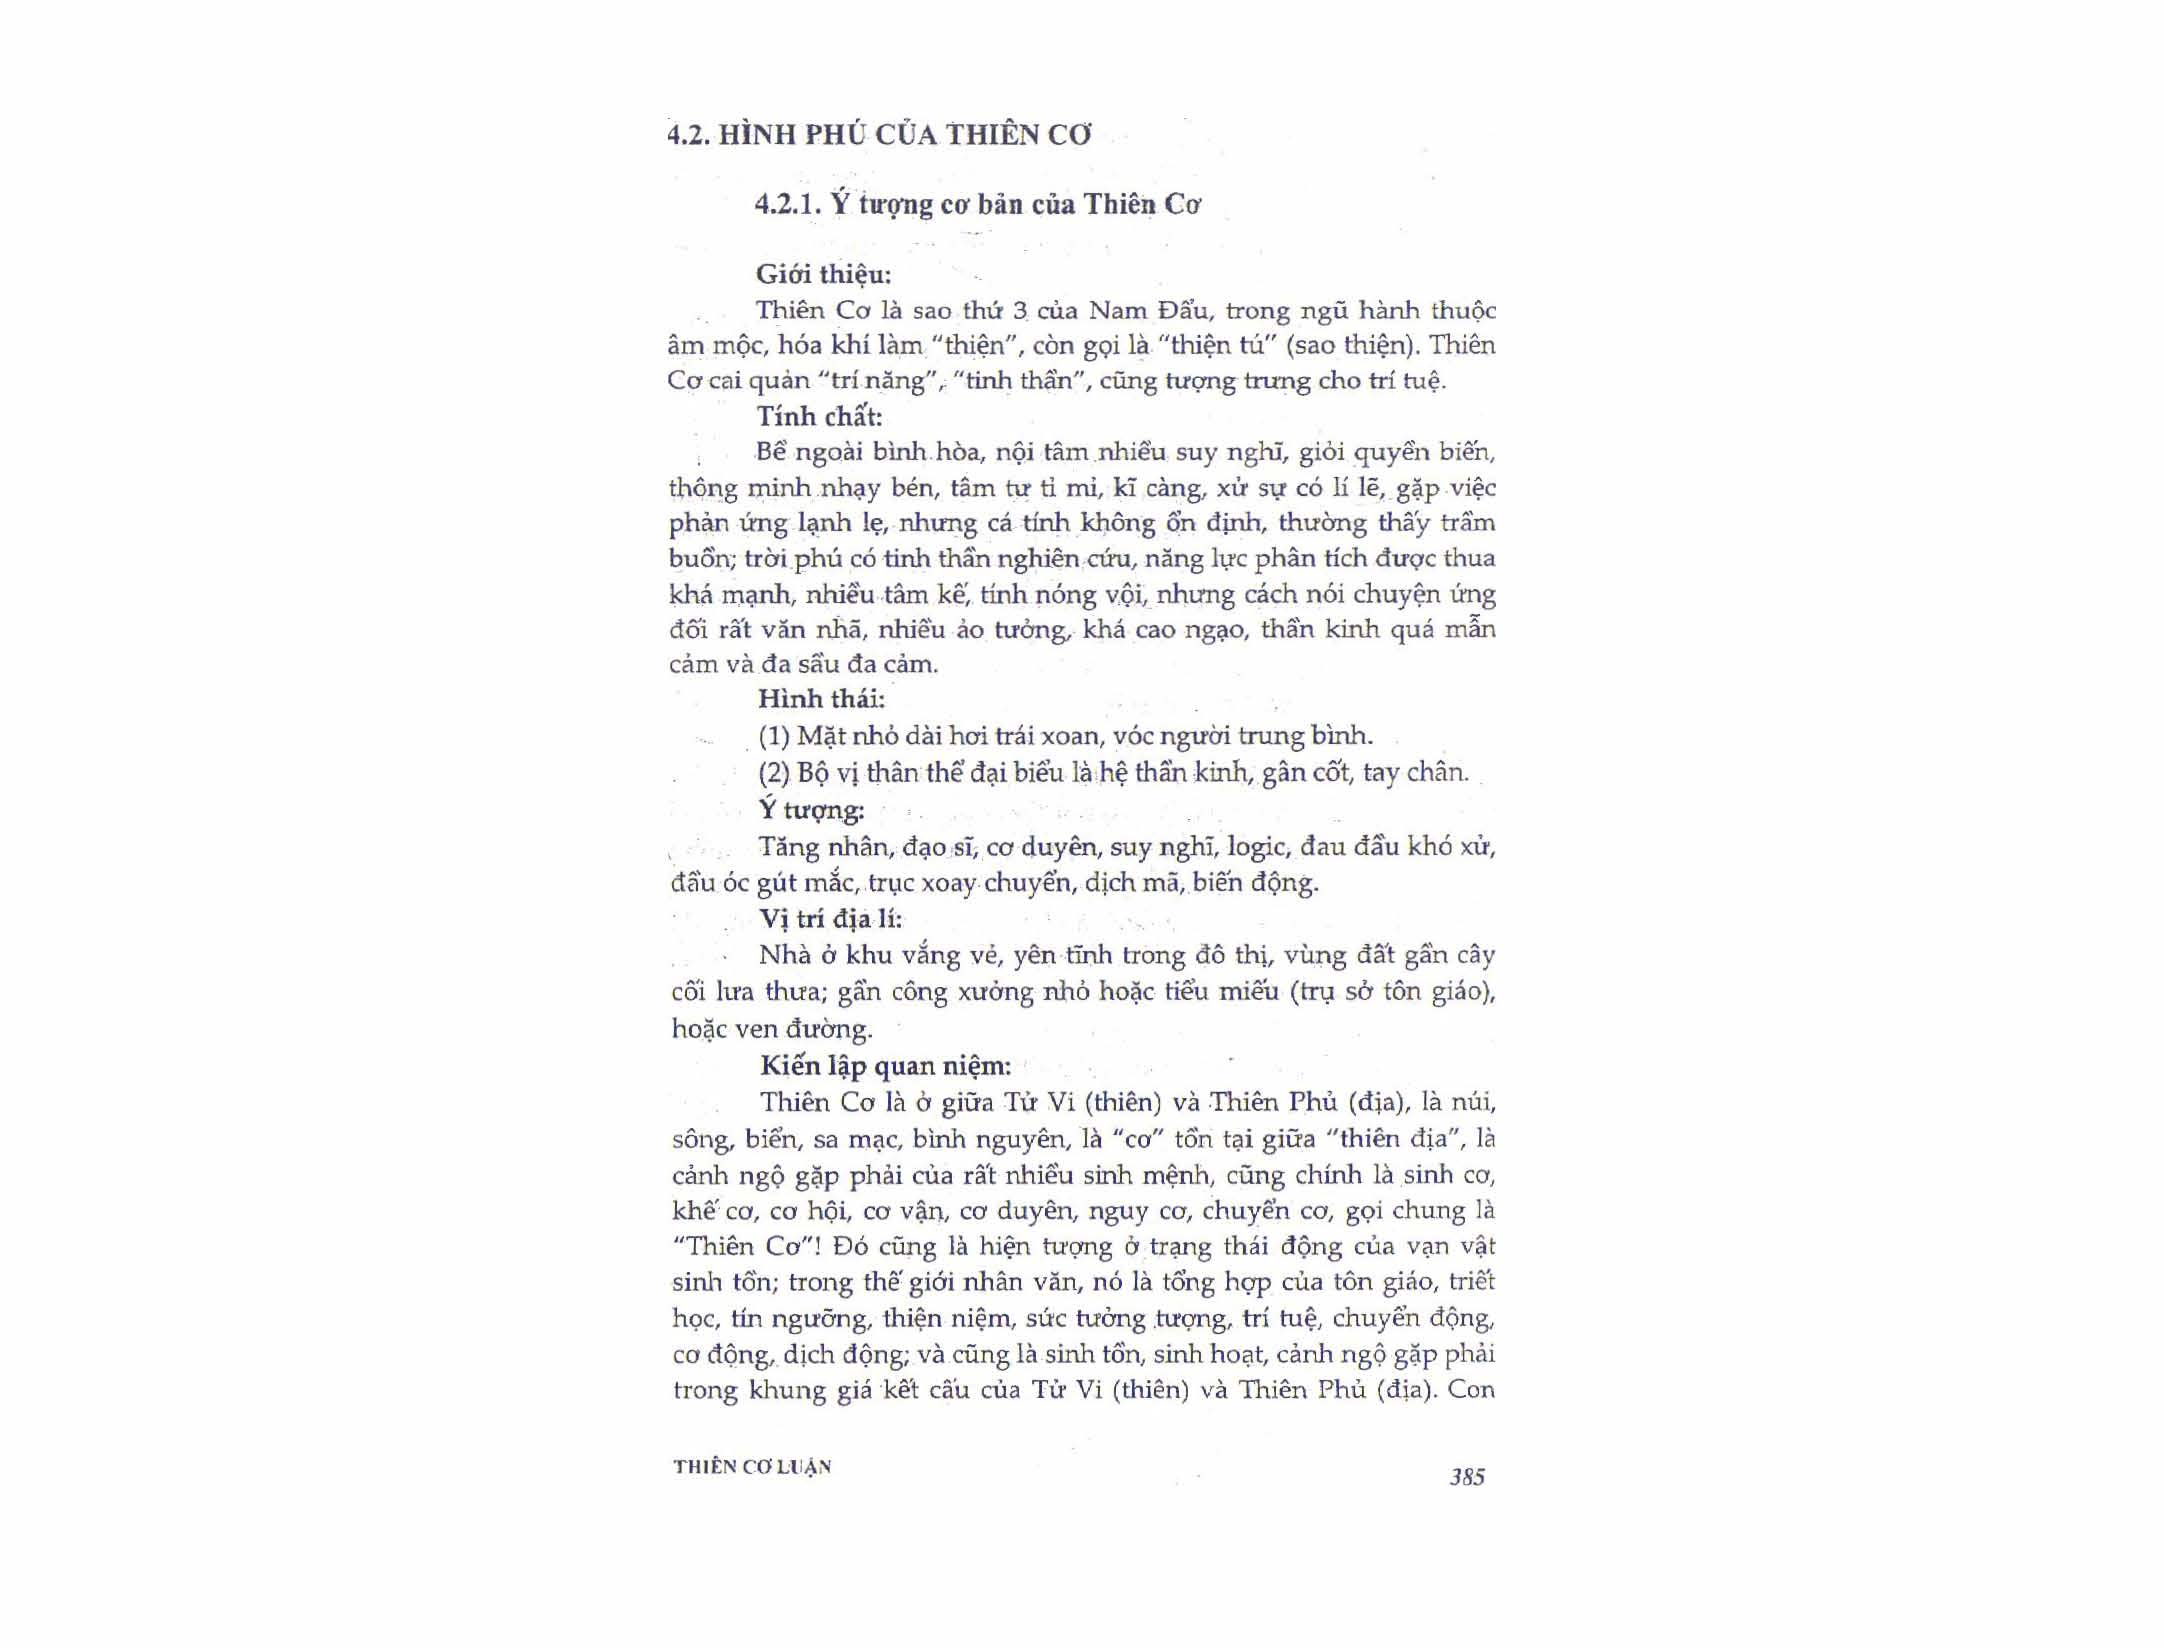 4.2. HÌNH PHÚ CỦA THIÊN CƠ
4.2.1. Ý tượng cơ bản của Thiên Cơ
Giới thiệu:
Thiên Cơ là sao thứ 3 của Nam Đẩu, trong ngũ hành thuộc
âm mộc, hóa khí làm "thiện", còn gọi là "thiện tú" (sao thiện). Thiên
Cơ cai quản "trí năng", "tinh thần", cũng tượng trưng cho trí tuệ.
Tính chất:
Bề ngoài bình hòa, nội tâm nhiều suy nghĩ, giỏi quyền biến,
thông minh nhạy bén, tâm tư tỉ mỉ, kĩ càng, xử sự có lí lẽ, gặp việc
phản ứng lạnh lẹ, nhưng cá tính không ổn định, thường thấy trầm
buồn; trời phú có tinh thần nghiên cứu, năng lực phân tích được thua
khá mạnh, nhiều tâm kế, tính nóng vội, nhưng cách nói chuyện ứng
đối rất văn nhã, nhiều ảo tưởng, khá cao ngạo, thần kinh quá mẫn
cảm và đa sầu đa cảm.
Hình thái:
(1) Mặt nhỏ dài hơi trái xoan, vóc người trung bình.
(2) Bộ vị thân thể đại biểu là hệ thần kinh, gân cốt, tay chân.
Ý tượng:
Tăng nhân, đạo sĩ, cơ duyên, suy nghĩ, logic, đau đầu khó xử,
đầu óc gút mắc, trục xoay chuyển, dịch mã, biến động.
Vị trí địa lí:
Nhà ở khu vắng vẻ, yên tĩnh trong đô thị, vùng đất gần cây
cối lưa thưa; gần công xưởng nhỏ hoặc tiểu miếu (trụ sở tôn giáo),
hoặc ven đường.
Kiến lập quan niệm:
Thiên Cơ là ở giữa Tử Vi (thiên) và Thiên Phủ (địa), là núi,
sông, biển, sa mạc, bình nguyên, là "cơ" tồn tại giữa "thiên địa", là
cảnh ngộ gặp phải của rất nhiều sinh mệnh, cũng chính là sinh cơ,
khế cơ, cơ hội, cơ vận, cơ duyên, nguy cơ, chuyển cơ, gọi chung là
"Thiên Cơ"! Đó cũng là hiện tượng ở trạng thái động của vạn vật
sinh tồn; trong thế giới nhân văn, nó là tổng hợp của tôn giáo, triết
học, tín ngưỡng, thiện niệm, sức tưởng tượng, trí tuệ, chuyển động,
cơ động, dịch động; và cũng là sinh tồn, sinh hoạt, cảnh ngộ gặp phải
trong khung giá kết cấu của Tử Vi (thiên) và Thiên Phủ (địa). Con
THIÊN CƠ LUẬN
385